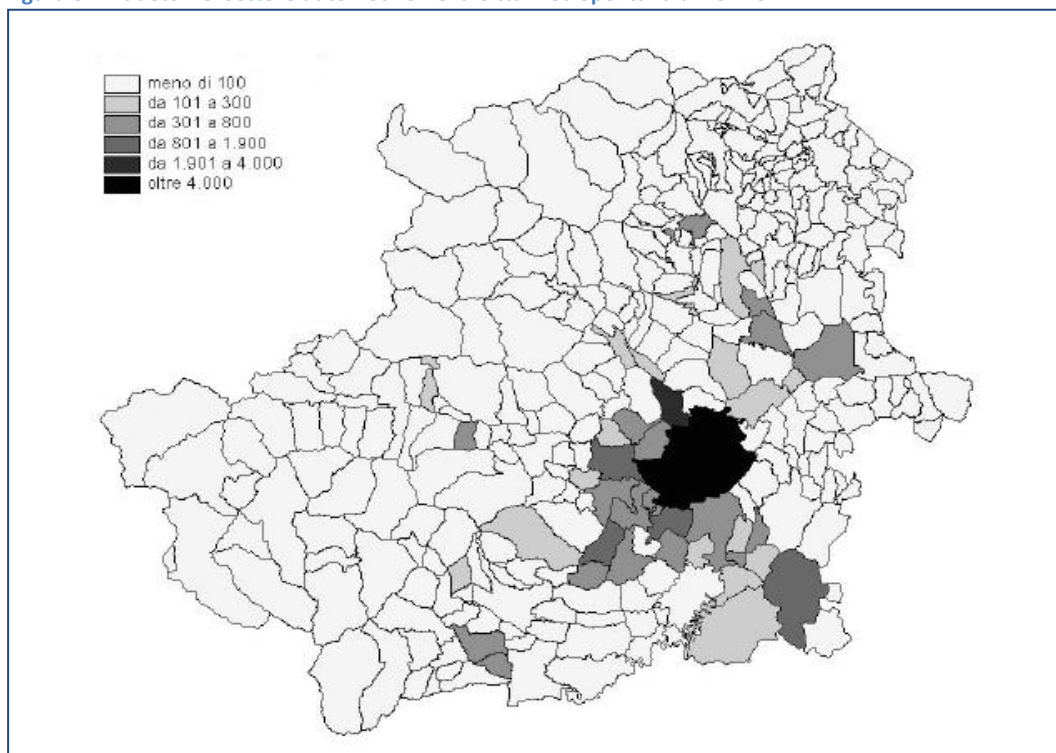 meno di 100
da 101 a 300
da 301 a 800
da 801 a 1.900
da 1.901 a 4.000
oltre 4.000